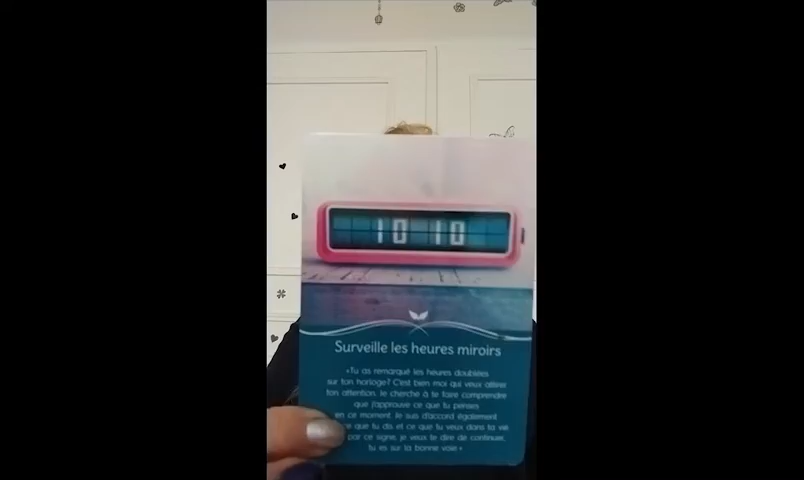 10 10
Surveille les heures miroirs
«Tu as remarqué les heures doublées
sur ton horloge? C'est bien moi qui veux attirer
ton attention. Je cherche à te faire comprendre
que j'approuve ce que tu penses
en ce moment. Je suis d'accord également
ce que tu dis et ce que tu veux dans ta vie
par ce signe, je veux te dire de continuer,
tu es sur la bonne voie»